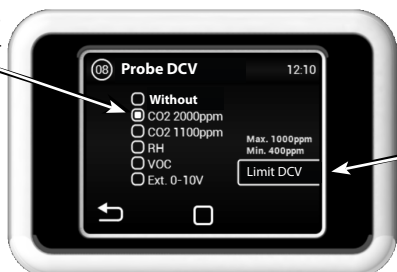 08 Probe DCV 12:10
Without
CO2 2000ppm
CO2 1100ppm
RH
VOC
Ext. 0-10V
Max. 1000ppm
Min. 400ppm
Limit DCV